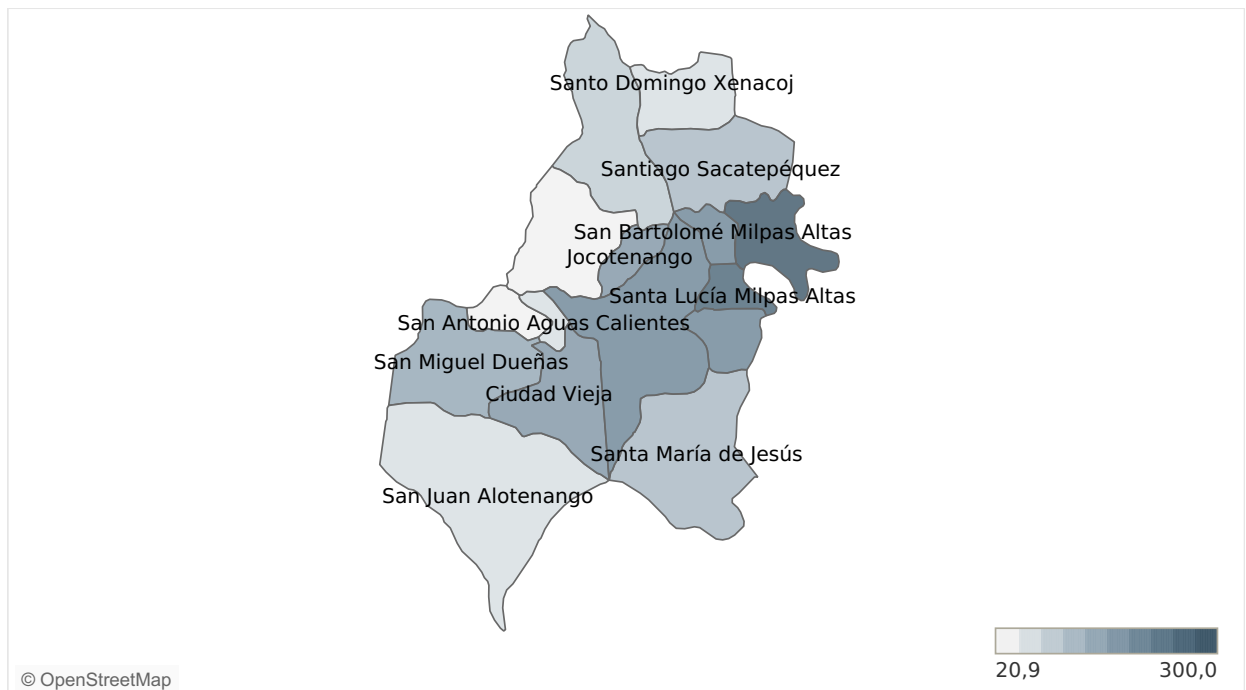 Santo Domingo Xenacoj
Santiago Sacatepéquez
San Bartolomé Milpas Altas
Jocotenango
Santa Lucía Milpas Altas
San Antonio Aguas Calientes
San Miguel Dueñas
Ciudad Vieja
Santa María de Jesús
San Juan Alotenango
20,9 300,0
© OpenStreetMap